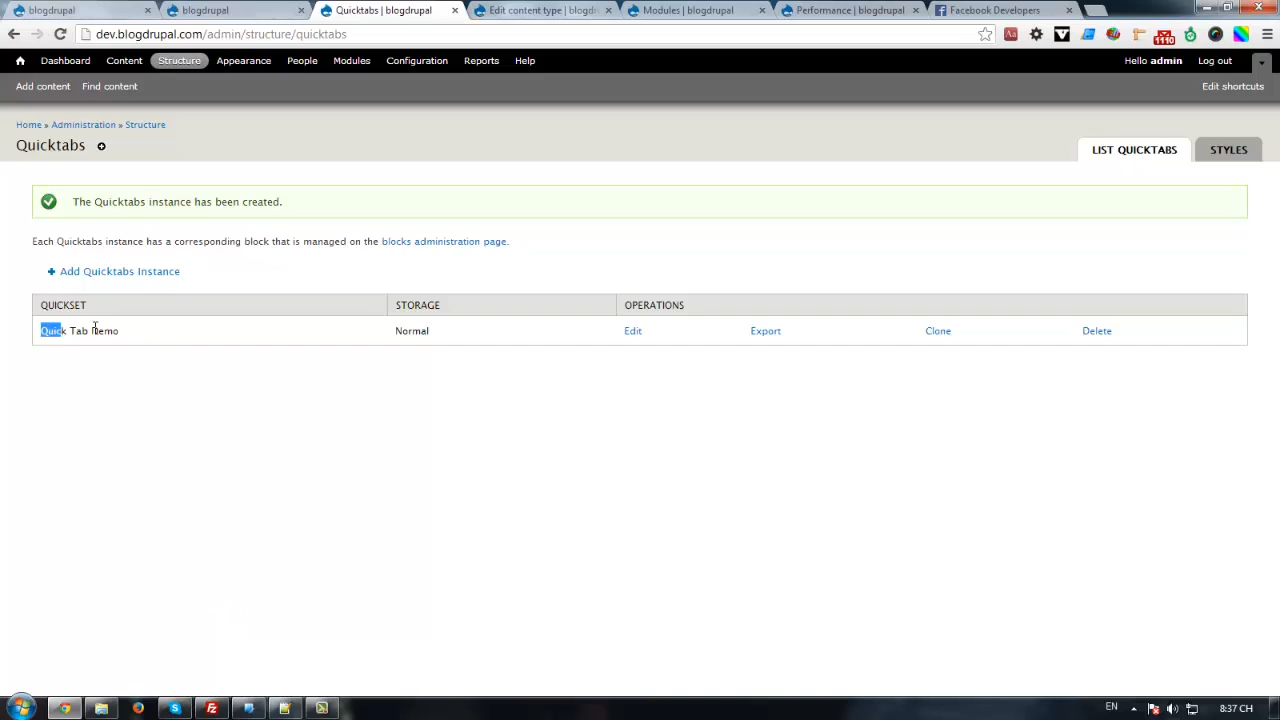 blogdrupal
blogdrupal
Quicktabs | blogdrupal
Edit content type | blogdr
Modules | blogdrupal
Performance | blogdrupal
Facebook Developers
dev.blogdrupal.com/admin/structure/quicktabs
1110
Dashboard Content Structure Appearance People Modules Configuration Reports Help
Hello admin Log out
Add content Find content
Edit shortcuts
Home » Administration » Structure
Quicktabs
LIST QUICKTABS STYLES
The Quicktabs instance has been created.
Each Quicktabs instance has a corresponding block that is managed on the blocks administration page.
Add Quicktabs Instance
QUICKSET STORAGE OPERATIONS
Quick Tab Demo Normal Edit Export Clone Delete
EN
8:37 CH